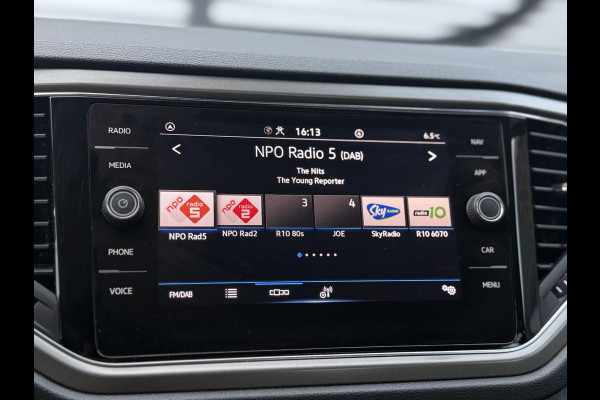 RADIO
MEDIA
PHONE
VOICE
16:13
6.5°C
NPO Radio 5 (DAB)
The Nits
The Young Reporter
npo radio 5
npo radio 2
3
4
Sky RADIO
radio 10
NPO Rad5
NPO Rad2
R10 80s
JOE
SkyRadio
R10 6070
FM/DAB
NAV
APP
CAR
MENU